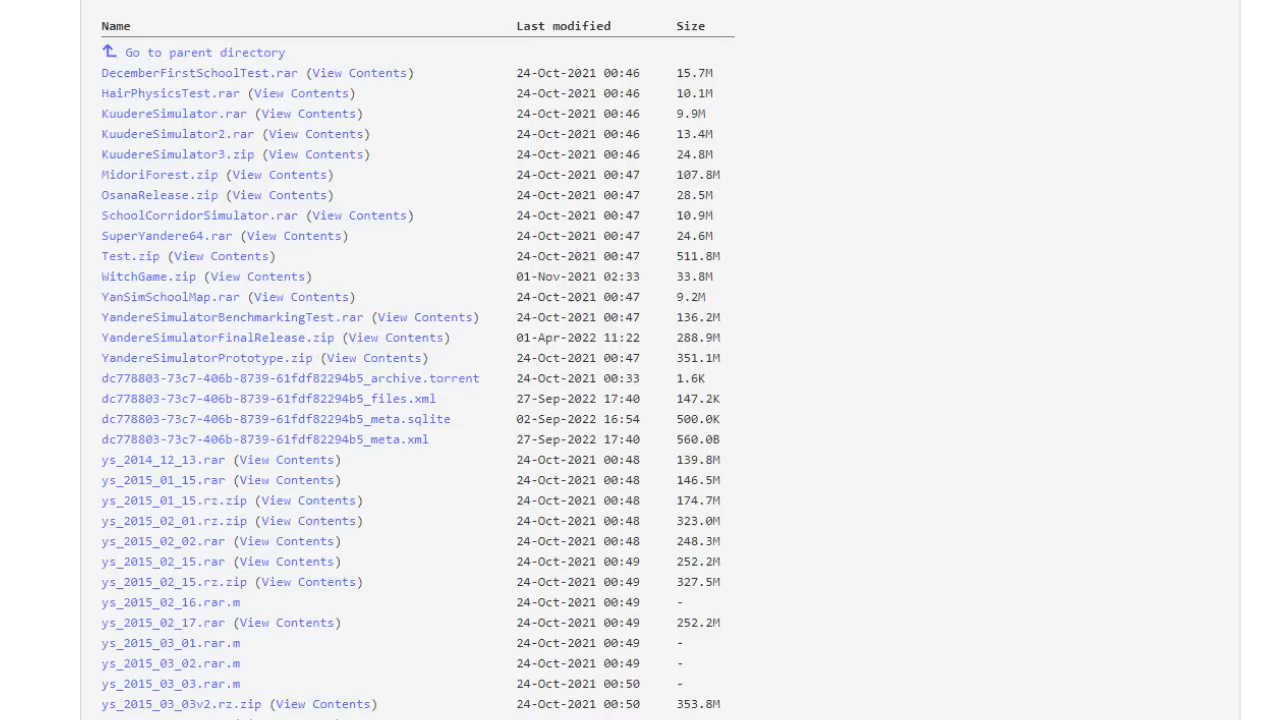 Name Last modified Size
Go to parent directory
DecemberFirstSchoolTest.rar (View Contents) 24-Oct-2021 00:46 15.7M
HairPhysicsTest.rar (View Contents) 24-Oct-2021 00:46 10.1M
KuudereSimulator.rar (View Contents) 24-Oct-2021 00:46 9.9M
KuudereSimulator2.rar (View Contents) 24-Oct-2021 00:46 13.4M
KuudereSimulator3.zip (View Contents) 24-Oct-2021 00:46 24.8M
MidoriForest.zip (View Contents) 24-Oct-2021 00:47 107.8M
OsanaRelease.zip (View Contents) 24-Oct-2021 00:47 28.5M
SchoolCorridorSimulator.rar (View Contents) 24-Oct-2021 00:47 10.9M
SuperYandere64.rar (View Contents) 24-Oct-2021 00:47 24.6M
Test.zip (View Contents) 24-Oct-2021 00:47 511.8M
WitchGame.zip (View Contents) 01-Nov-2021 02:33 33.8M
YanSimSchoolMap.rar (View Contents) 24-Oct-2021 00:47 9.2M
YandereSimulatorBenchmarkingTest.rar (View Contents) 24-Oct-2021 00:47 136.2M
YandereSimulatorFinalRelease.zip (View Contents) 01-Apr-2022 11:22 288.9M
YandereSimulatorPrototype.zip (View Contents) 24-Oct-2021 00:47 351.1M
dc778803-73c7-406b-8739-61fdf82294b5_archive.torrent 24-Oct-2021 00:33 1.6K
dc778803-73c7-406b-8739-61fdf82294b5_files.xml 27-Sep-2022 17:40 147.2K
dc778803-73c7-406b-8739-61fdf82294b5_meta.sqlite 02-Sep-2022 16:54 500.0K
dc778803-73c7-406b-8739-61fdf82294b5_meta.xml 27-Sep-2022 17:40 560.0B
ys_2014_12_13.rar (View Contents) 24-Oct-2021 00:48 139.8M
ys_2015_01_15.rar (View Contents) 24-Oct-2021 00:48 146.5M
ys_2015_01_15.rz.zip (View Contents) 24-Oct-2021 00:48 174.7M
ys_2015_02_01.rz.zip (View Contents) 24-Oct-2021 00:48 323.0M
ys_2015_02_02.rar (View Contents) 24-Oct-2021 00:48 248.3M
ys_2015_02_15.rar (View Contents) 24-Oct-2021 00:49 252.2M
ys_2015_02_15.rz.zip (View Contents) 24-Oct-2021 00:49 327.5M
ys_2015_02_16.rar.m 24-Oct-2021 00:49 -
ys_2015_02_17.rar (View Contents) 24-Oct-2021 00:49 252.2M
ys_2015_03_01.rar.m 24-Oct-2021 00:49 -
ys_2015_03_02.rar.m 24-Oct-2021 00:49 -
ys_2015_03_03.rar.m 24-Oct-2021 00:50 -
ys_2015_03_03v2.rz.zip (View Contents) 24-Oct-2021 00:50 353.8M